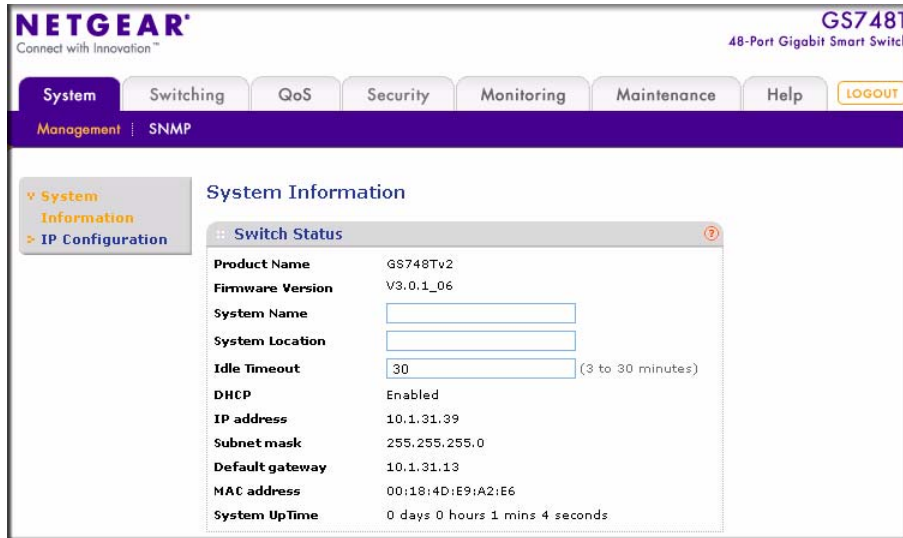 NETGEAR®
Connect with Innovation™
GS748T
48-Port Gigabit Smart Switch
System Switching QoS Security Monitoring Maintenance Help LOGOUT
Management SNMP
System Information
IP Configuration
System Information
Switch Status ?
Product Name GS748Tv2
Firmware Version V3.0.1_06
System Name
System Location
Idle Timeout 30 (3 to 30 minutes)
DHCP Enabled
IP address 10.1.31.39
Subnet mask 255.255.255.0
Default gateway 10.1.31.13
MAC address 00:18:4D:E9:A2:E6
System UpTime 0 days 0 hours 1 mins 4 seconds